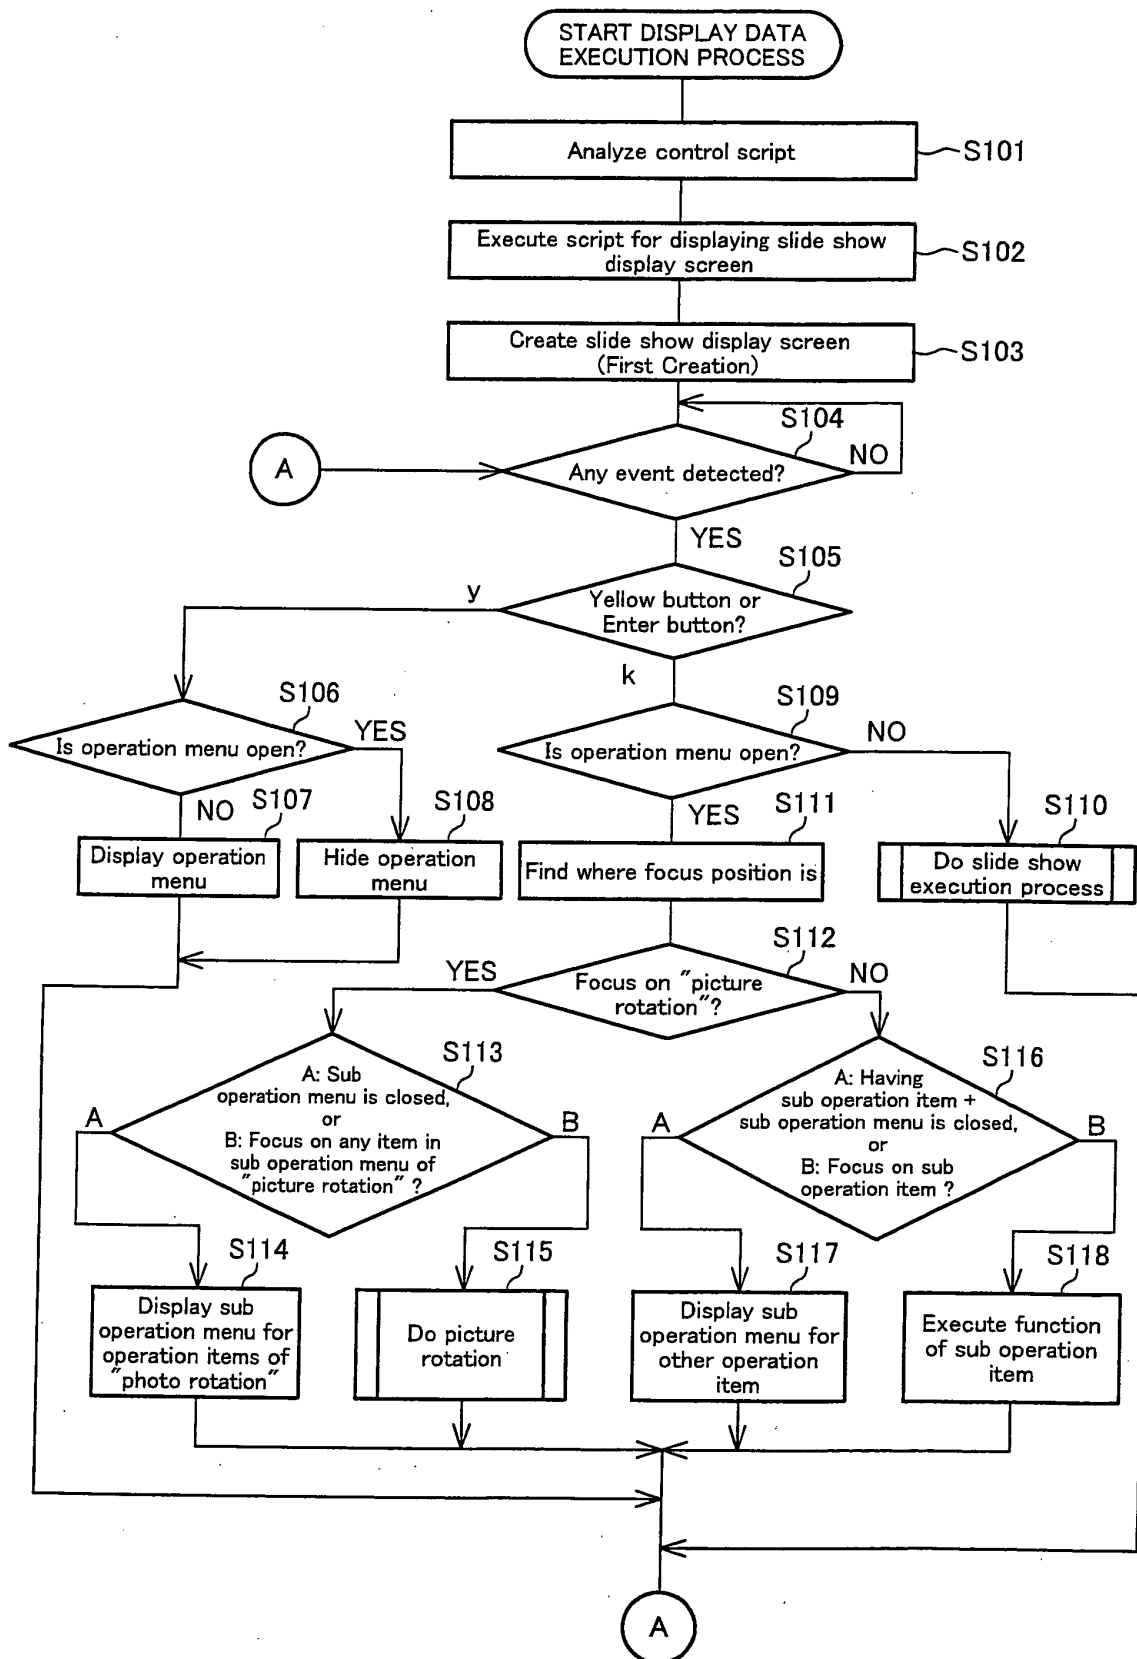 START DISPLAY DATA
EXECUTION PROCESS
Analyze control script
S101
Execute script for displaying slide show
display screen
S102
Create slide show display screen
(First Creation)
S103
S104
A
Any event detected?
NO
YES
S105
y
Yellow button or
Enter button?
k
S106
Is operation menu open?
YES
NO
S109
Is operation menu open?
NO
YES
S107
Display operation
menu
S108
Hide operation
menu
S111
Find where focus position is
S110
Do slide show
execution process
S112
YES
Focus on "picture
rotation"?
NO
S113
A: Sub
operation menu is closed,
or
B: Focus on any item in
sub operation menu of
"picture rotation" ?
A
B
S116
A: Having
sub operation item +
sub operation menu is closed,
or
B: Focus on sub
operation item ?
A
B
S114
Display sub
operation menu for
operation items of
"photo rotation"
S115
Do picture
rotation
S117
Display sub
operation menu for
other operation
item
S118
Execute function
of sub operation
item
A